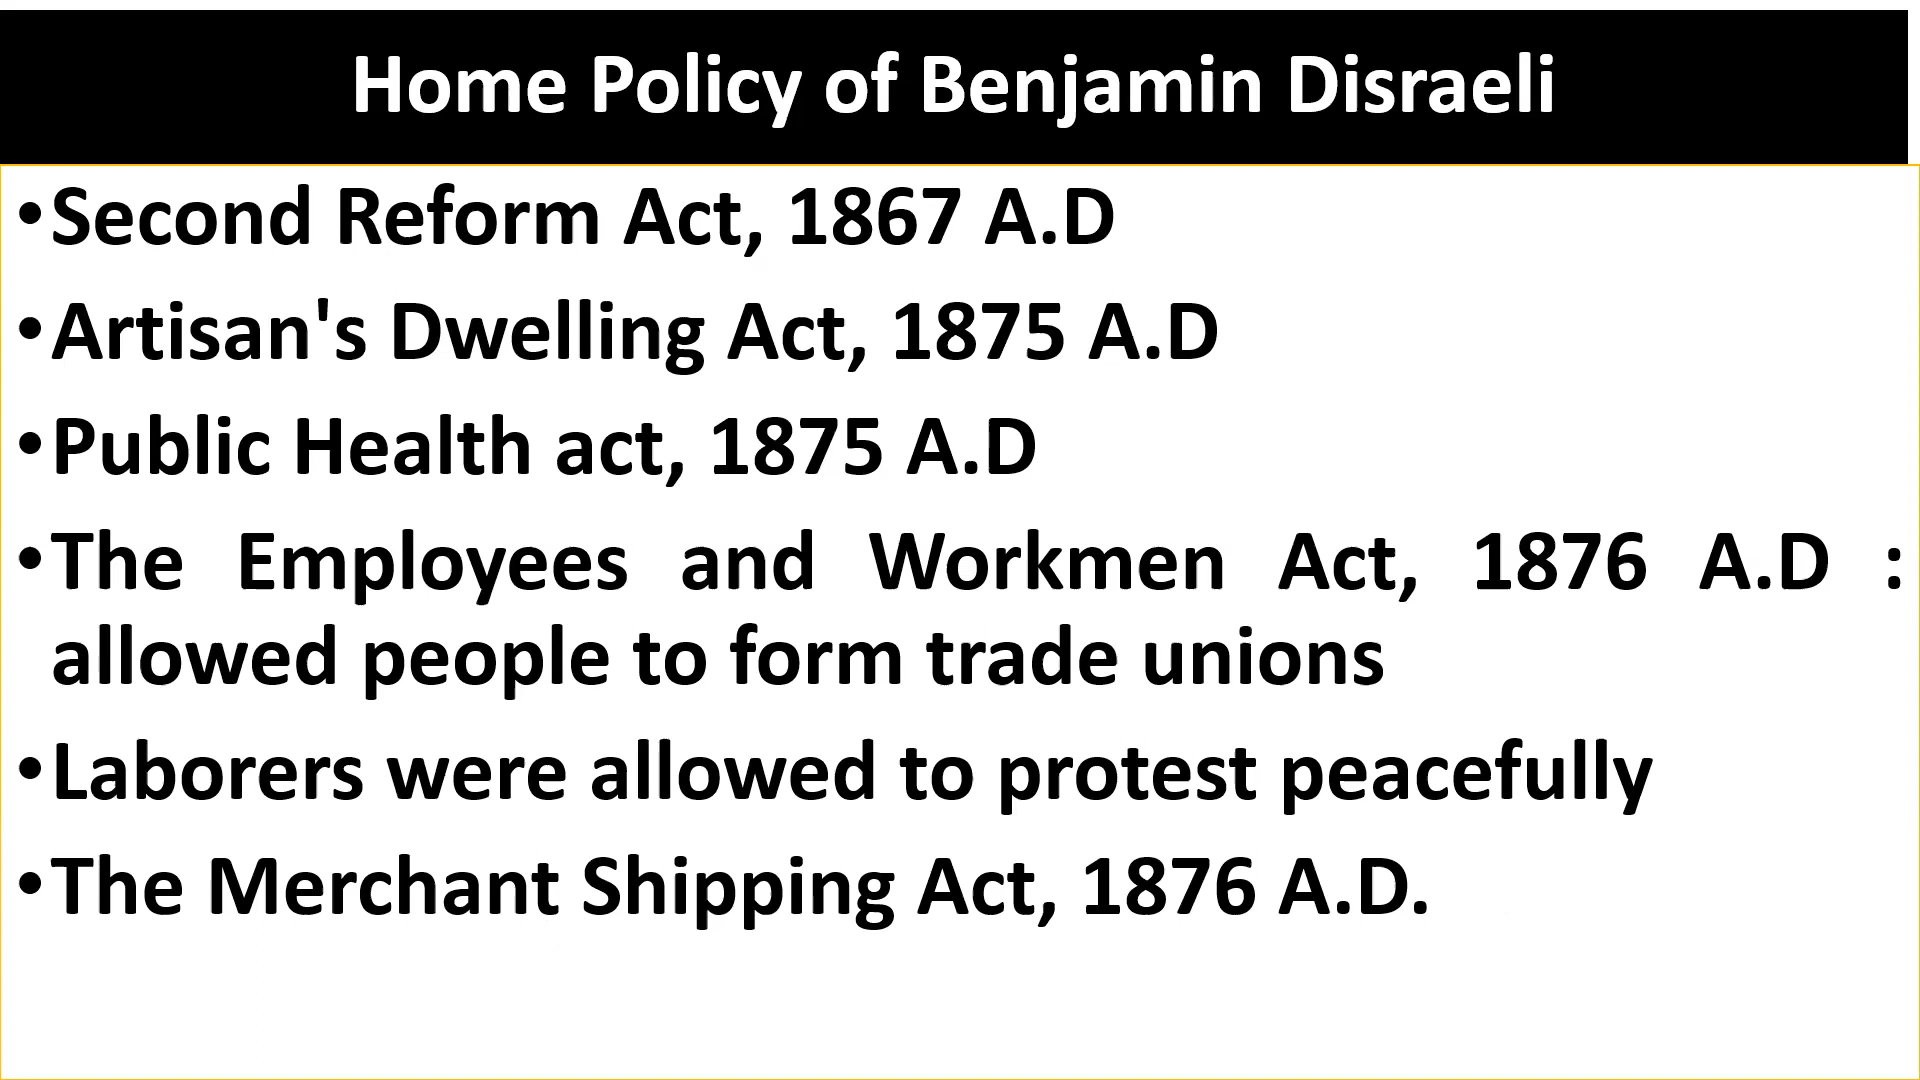 Home Policy of Benjamin Disraeli
•Second Reform Act, 1867 A.D
•Artisan's Dwelling Act, 1875 A.D
•Public Health act, 1875 A.D
•The Employees and Workmen Act, 1876 A.D :
allowed people to form trade unions
•Laborers were allowed to protest peacefully
•The Merchant Shipping Act, 1876 A.D.